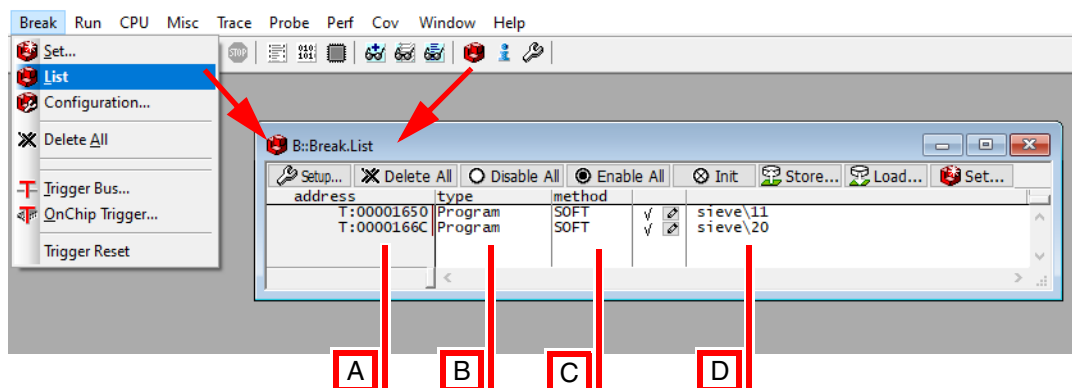 Break Run CPU Misc Trace Probe Perf Cov Window Help
Set...
STOP
List
Configuration...
Delete All
Trigger Bus...
OnChip Trigger...
Trigger Reset
B::Break.List
Setup... Delete All Disable All Enable All Init Store... Load... Set...
address type method
T:00001650 Program SOFT √ sieve\11
T:0000166C Program SOFT √ sieve\20
A B C D